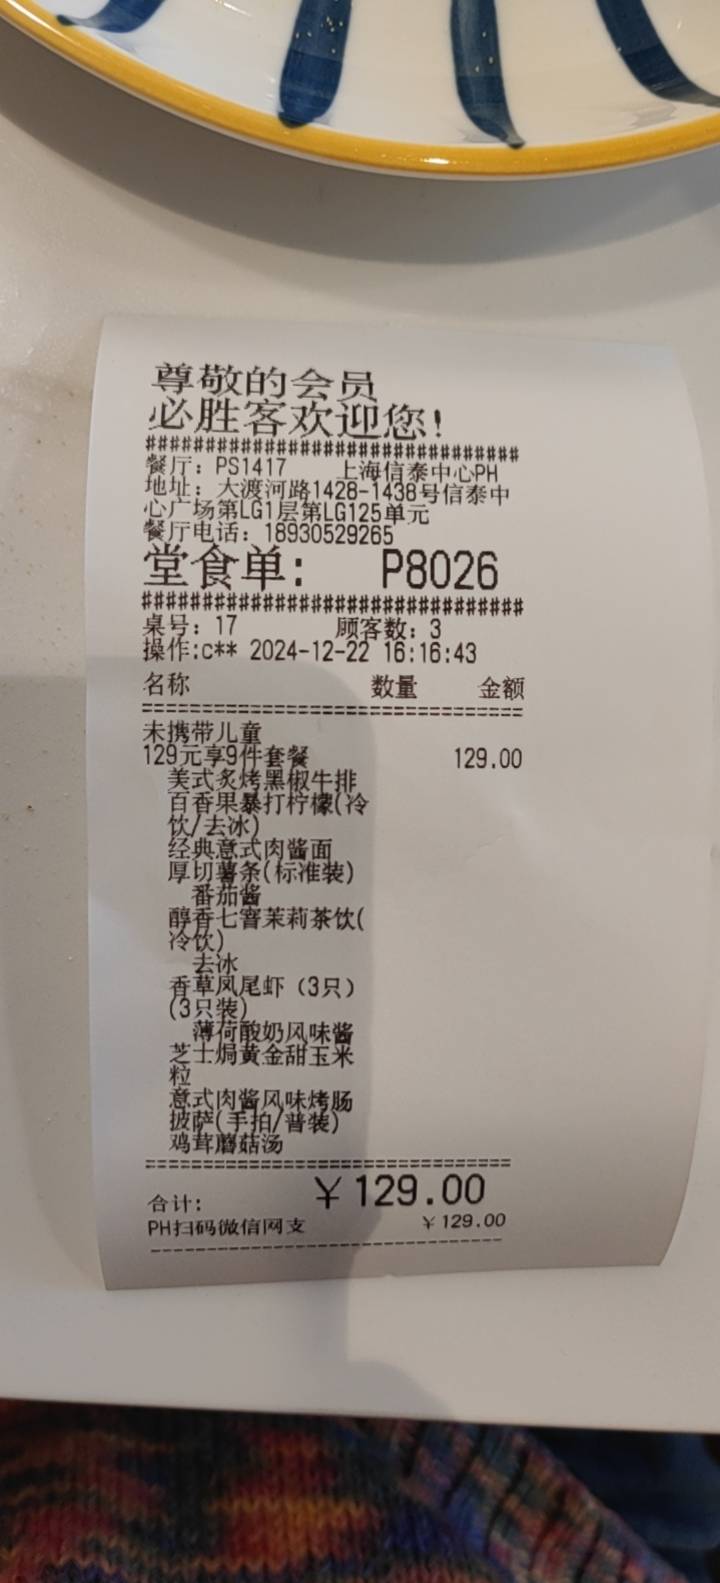 尊敬的会员
必胜客欢迎您!
################################
餐厅: PS1417 上海信泰中心PH
地址: 大渡河路1428-1438号信泰中
心广场第LG1层第LG125单元
餐厅电话: 18930529265
堂食单: P8026
################################
桌号: 17 顾客数: 3
操作:c** 2024-12-22 16:16:43
名称 数量 金额
================================
未携带儿童
129元享9件套餐 129.00
美式炙烤黑椒牛排
百香果暴打柠檬(冷
饮/去冰)
经典意式肉酱面
厚切薯条(标准装)
番茄酱
醇香七窨茉莉茶饮(
冷饮)
去冰
香草凤尾虾（3只）
(3只装)
薄荷酸奶风味酱
芝士焗黄金甜玉米
粒
意式肉酱风味烤肠
披萨(手拍/普装)
鸡茸蘑菇汤
================================
合计: ￥129.00
PH扫码微信网支 ￥129.00
--------------------------------